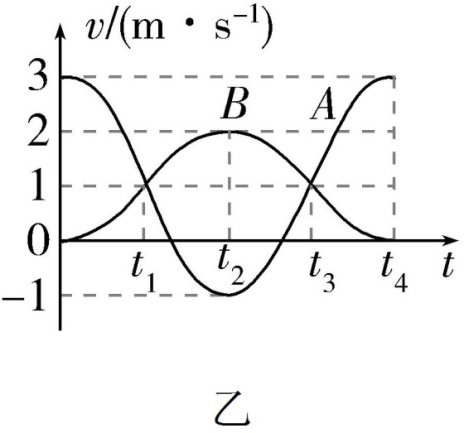 v/(m · s⁻¹)
3
B A
2
1
0
t₁ t₂ t₃ t₄ t
−1
乙